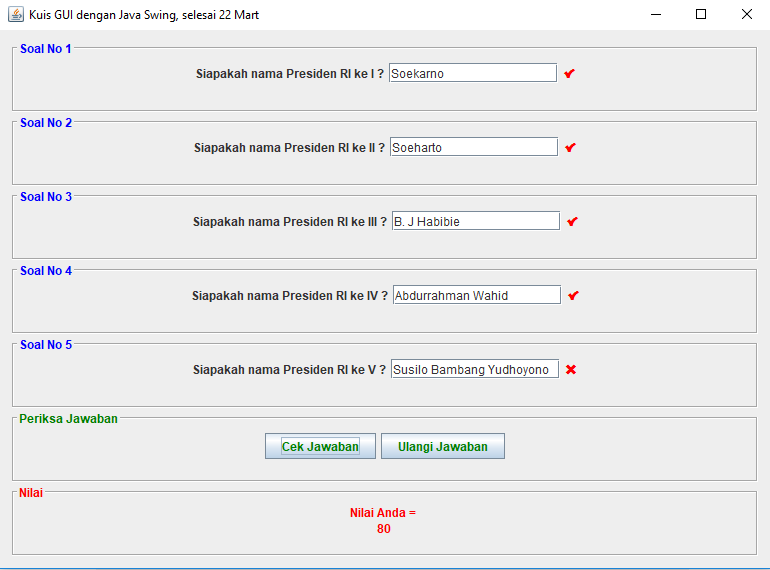 Kuis GUI dengan Java Swing, selesai 22 Mart
Soal No 1
Siapakah nama Presiden RI ke I ? Soekarno
Soal No 2
Siapakah nama Presiden RI ke II ? Soeharto
Soal No 3
Siapakah nama Presiden RI ke III ? B. J Habibie
Soal No 4
Siapakah nama Presiden RI ke IV ? Abdurrahman Wahid
Soal No 5
Siapakah nama Presiden RI ke V ? Susilo Bambang Yudhoyono
Periksa Jawaban
Cek Jawaban Ulangi Jawaban
Nilai
Nilai Anda =
80